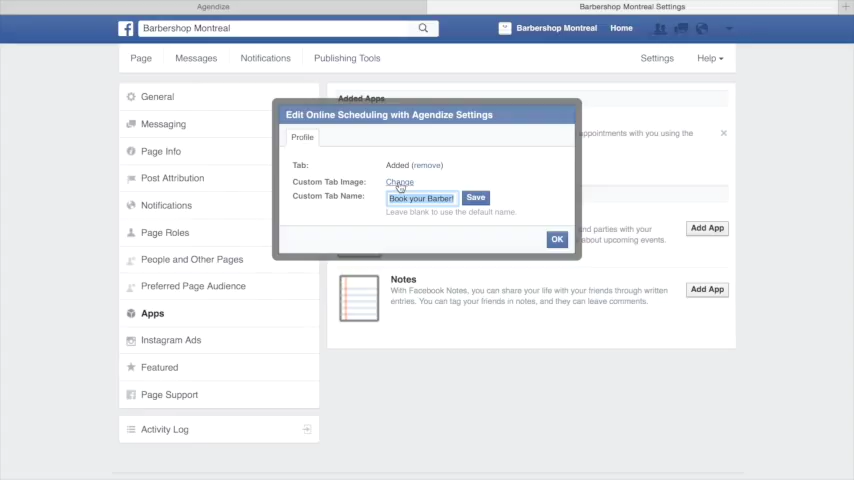 Agendize
Barbershop Montreal Settings
Barbershop Montreal
Barbershop Montreal Home
Page Messages Notifications Publishing Tools Settings Help
General
Messaging
Page Info
Post Attribution
Notifications
Page Roles
People and Other Pages
Preferred Page Audience
Apps
Instagram Ads
Featured
Page Support
Activity Log
Added Apps
Edit Online Scheduling with Agendize Settings
Profile
Tab: Added (remove)
Custom Tab Image: Change
Custom Tab Name: Book your Barber! Save
Leave blank to use the default name.
OK
appointments with you using the
and parties with your
about upcoming events.
Add App
Notes
With Facebook Notes, you can share your life with your friends through written
entries. You can tag your friends in notes, and they can leave comments.
Add App